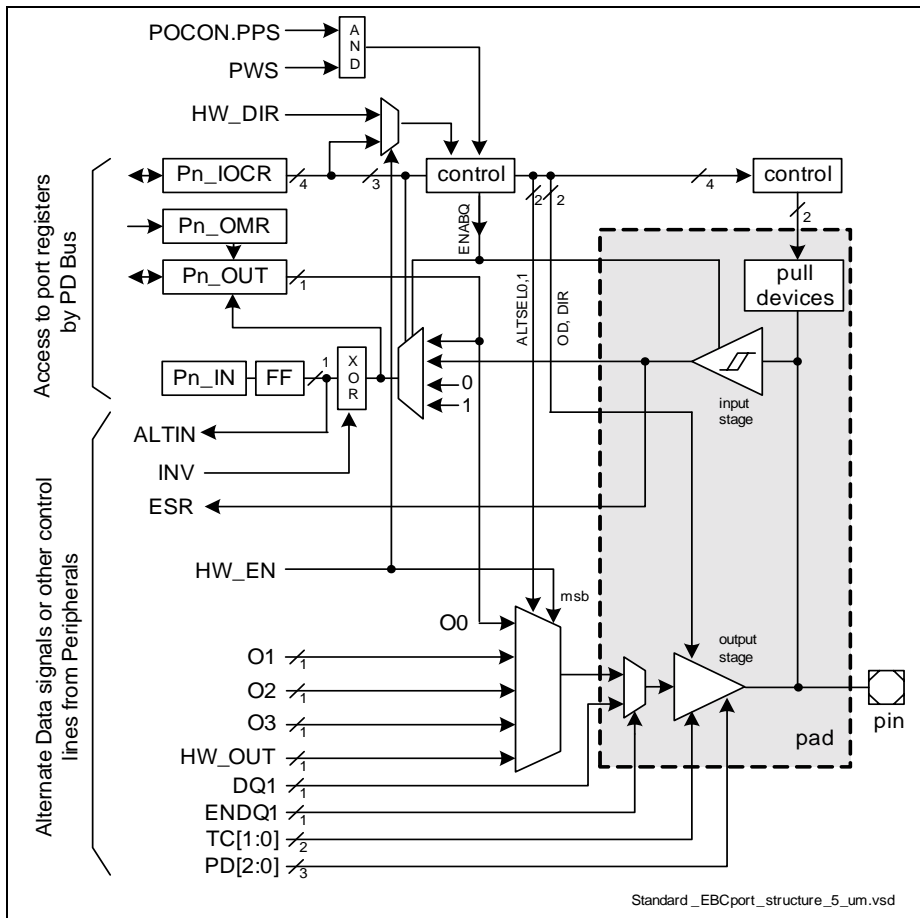 POCON.PPS
AND
PWS
HW_DIR
Pn_IOCR
4
3
control
2
2
4
control
2
Pn_OMR
ENABQ
Pn_OUT
1
pull
devices
Access to port registers
by PD Bus
ALTSEL0,1
OD, DIR
Pn_IN
FF
1
XOR
0
1
input
stage
ALTIN
INV
ESR
HW_EN
msb
O0
output
stage
O1
1
O2
1
O3
1
HW_OUT
1
pad
pin
DQ1
1
ENDQ1
1
TC[1:0]
2
PD[2:0]
3
Alternate Data signals or other control
lines from Peripherals
Standard_EBCport_structure_5_um.vsd